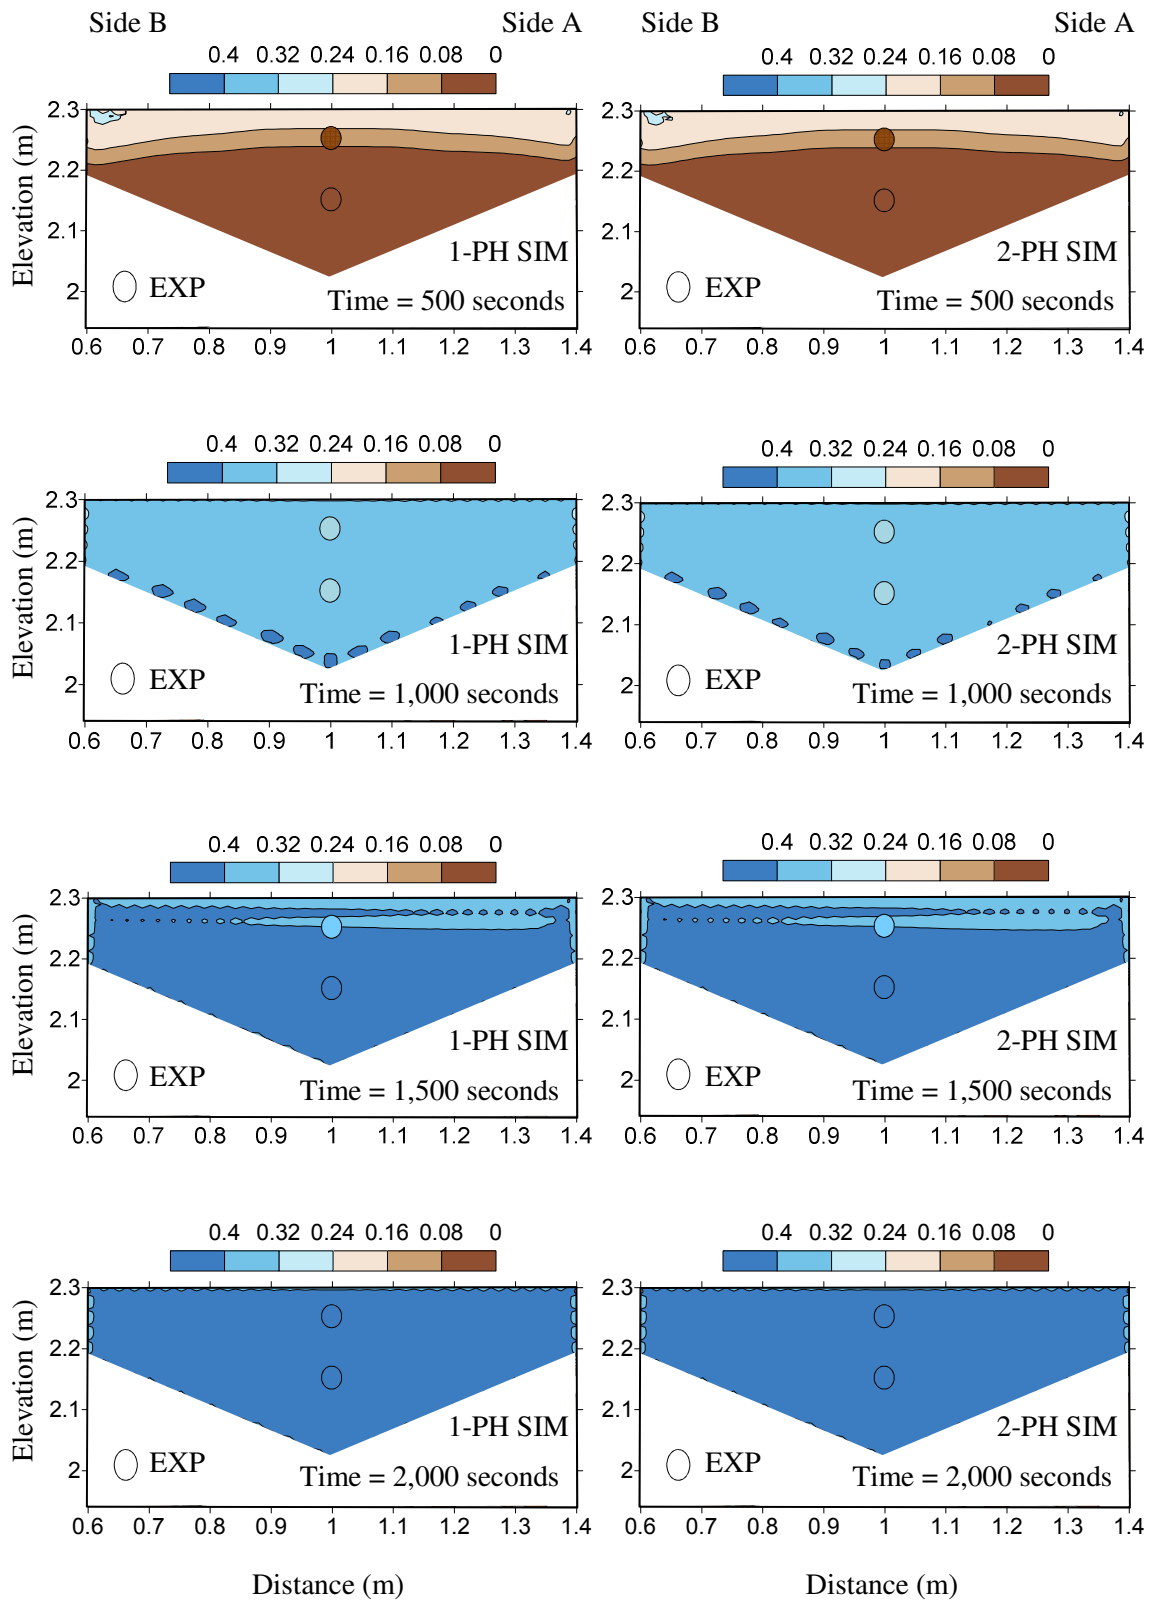 Side B Side A Side B Side A
0.4 0.32 0.24 0.16 0.08 0 0.4 0.32 0.24 0.16 0.08 0
Elevation (m)
2.3 2.2 2.1 2
1-PH SIM
EXP
Time = 500 seconds
0.6 0.7 0.8 0.9 1 1.1 1.2 1.3 1.4
2.3 2.2 2.1 2
2-PH SIM
EXP
Time = 500 seconds
0.6 0.7 0.8 0.9 1 1.1 1.2 1.3 1.4
0.4 0.32 0.24 0.16 0.08 0 0.4 0.32 0.24 0.16 0.08 0
Elevation (m)
2.3 2.2 2.1 2
1-PH SIM
EXP
Time = 1,000 seconds
0.6 0.7 0.8 0.9 1 1.1 1.2 1.3 1.4
2.3 2.2 2.1 2
2-PH SIM
EXP
Time = 1,000 seconds
0.6 0.7 0.8 0.9 1 1.1 1.2 1.3 1.4
0.4 0.32 0.24 0.16 0.08 0 0.4 0.32 0.24 0.16 0.08 0
Elevation (m)
2.3 2.2 2.1 2
1-PH SIM
EXP
Time = 1,500 seconds
0.6 0.7 0.8 0.9 1 1.1 1.2 1.3 1.4
2.3 2.2 2.1 2
2-PH SIM
EXP
Time = 1,500 seconds
0.6 0.7 0.8 0.9 1 1.1 1.2 1.3 1.4
0.4 0.32 0.24 0.16 0.08 0 0.4 0.32 0.24 0.16 0.08 0
Elevation (m)
2.3 2.2 2.1 2
1-PH SIM
EXP
Time = 2,000 seconds
0.6 0.7 0.8 0.9 1 1.1 1.2 1.3 1.4
2.3 2.2 2.1 2
2-PH SIM
EXP
Time = 2,000 seconds
0.6 0.7 0.8 0.9 1 1.1 1.2 1.3 1.4
Distance (m) Distance (m)